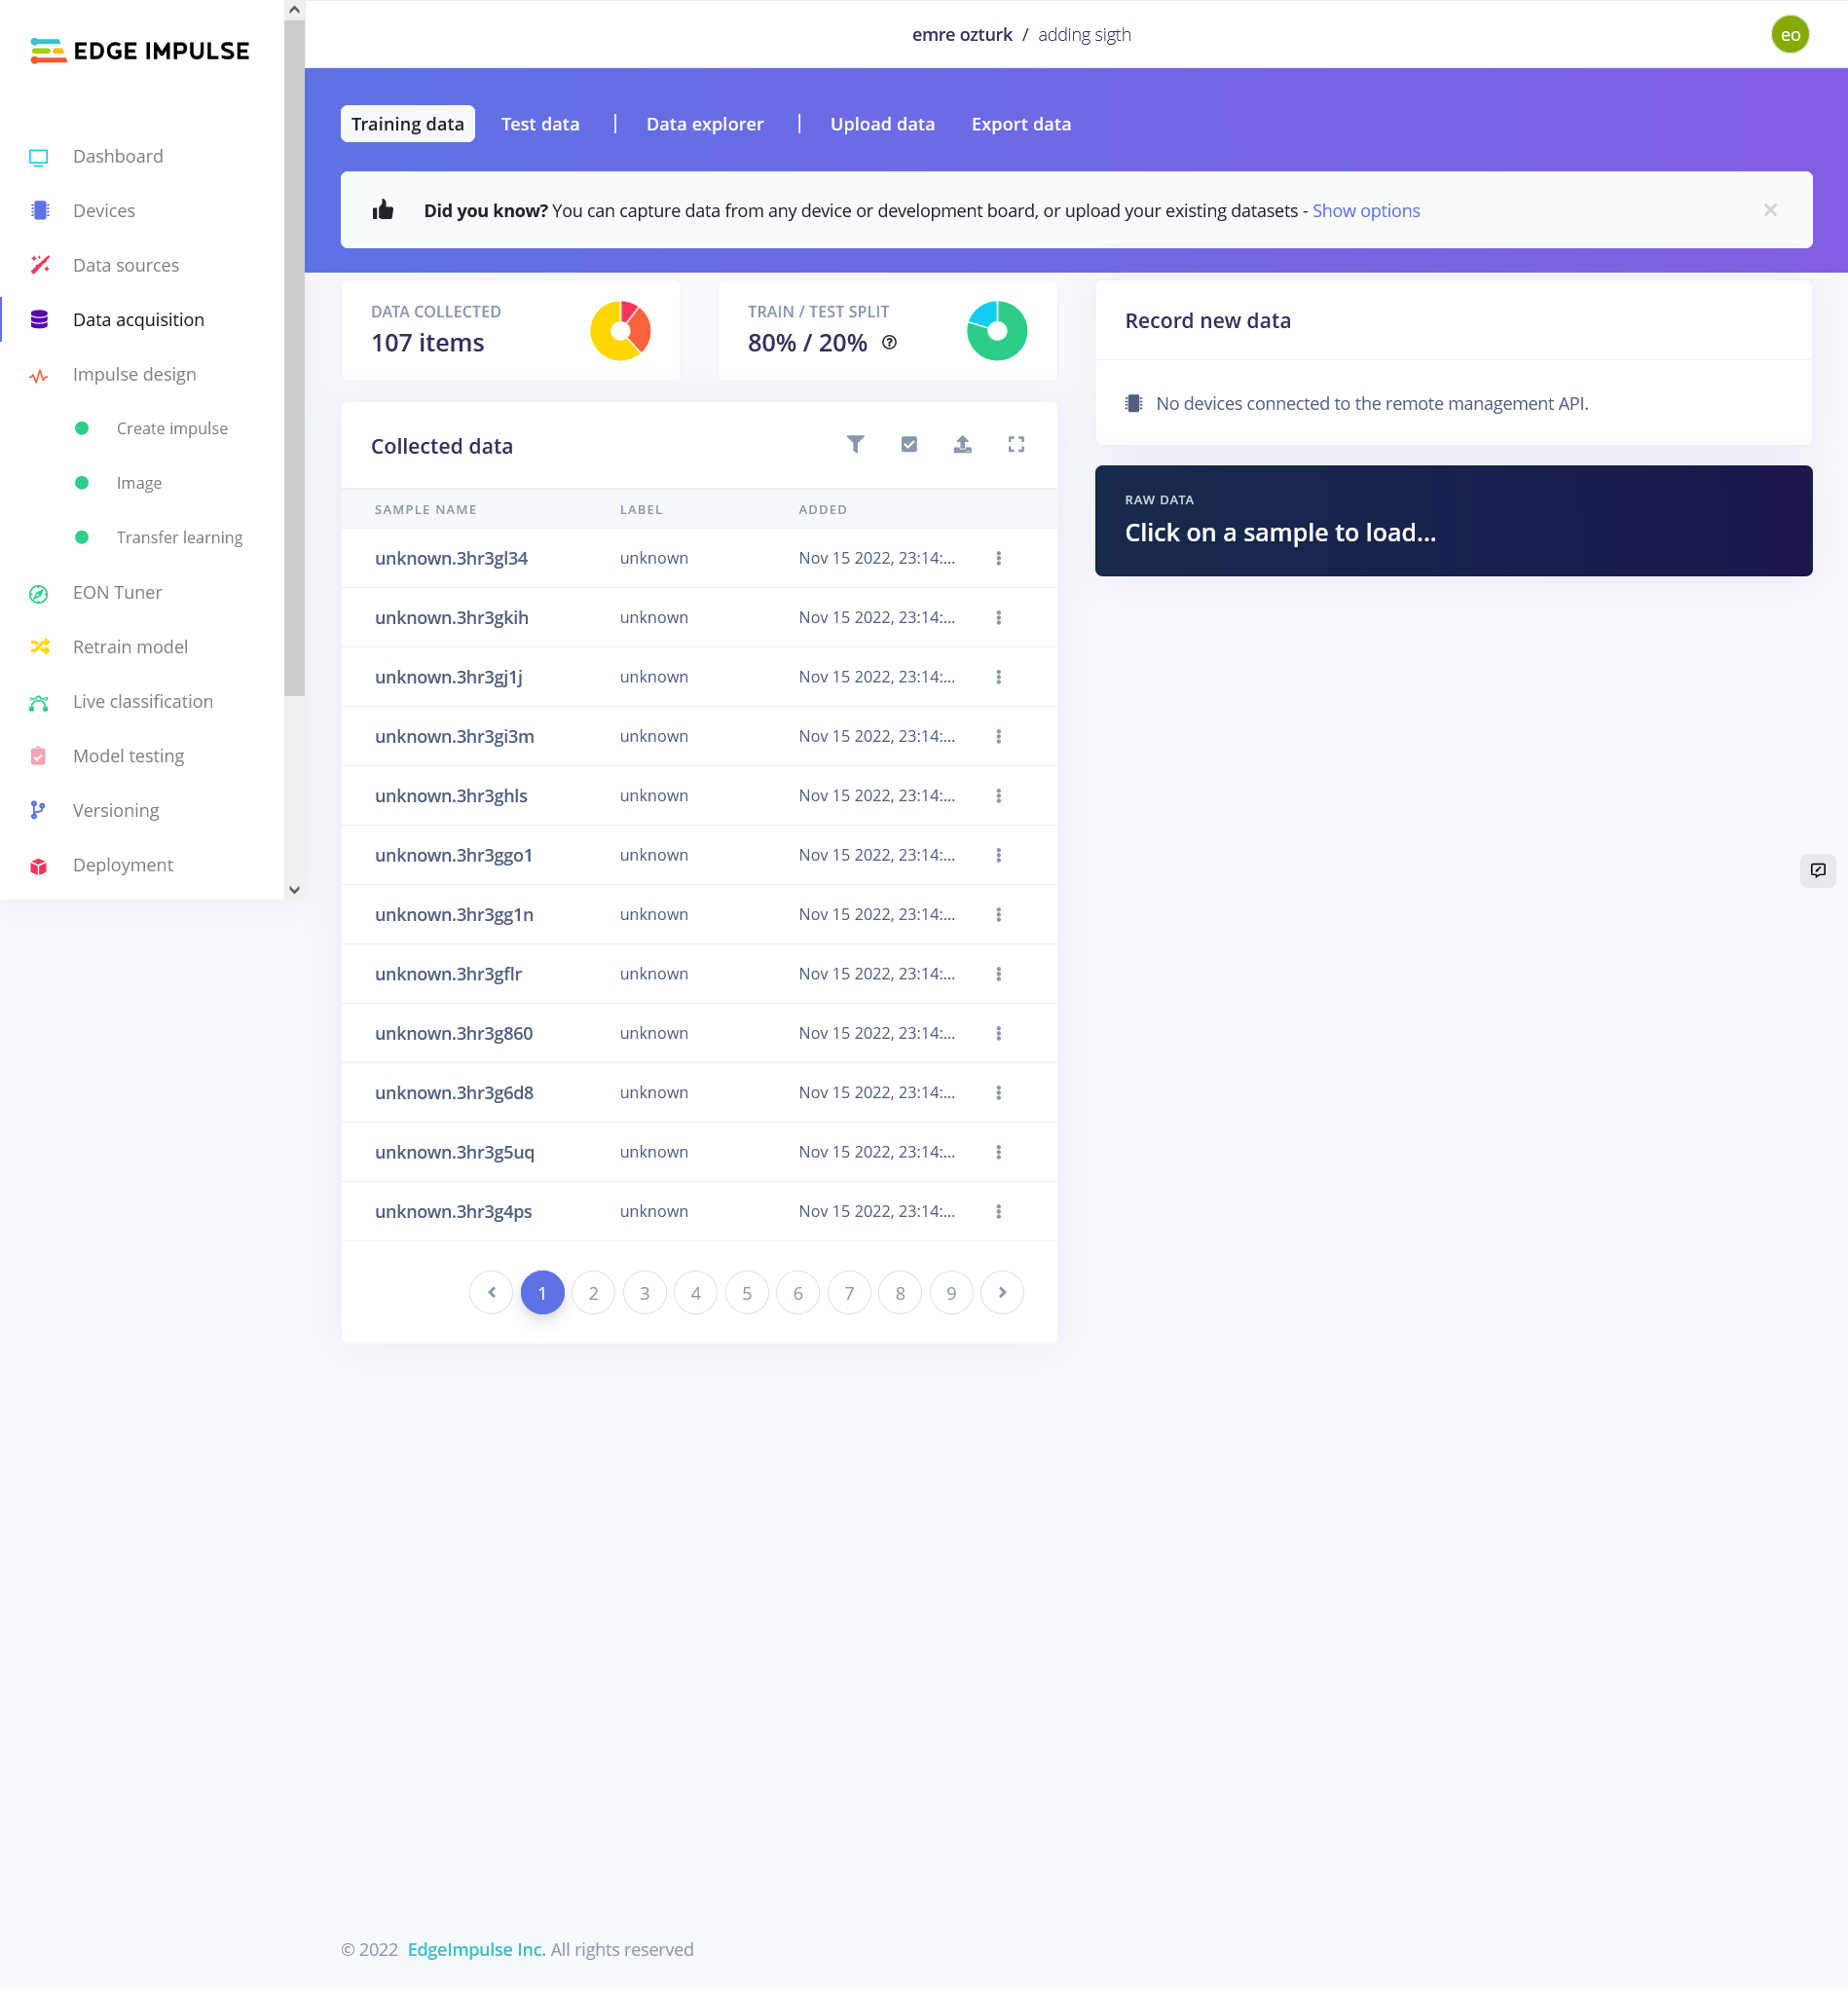 EDGE IMPULSE
Dashboard
Devices
Data sources
Data acquisition
Impulse design
Create impulse
Image
Transfer learning
EON Tuner
Retrain model
Live classification
Model testing
Versioning
Deployment
emre ozturk / adding sigth
eo
Training data Test data | Data explorer | Upload data Export data
Did you know? You can capture data from any device or development board, or upload your existing datasets - Show options ×
DATA COLLECTED
107 items
TRAIN / TEST SPLIT
80% / 20% ?
Collected data
SAMPLE NAME LABEL ADDED
unknown.3hr3gl34 unknown Nov 15 2022, 23:14:...
unknown.3hr3gkih unknown Nov 15 2022, 23:14:...
unknown.3hr3gj1j unknown Nov 15 2022, 23:14:...
unknown.3hr3gi3m unknown Nov 15 2022, 23:14:...
unknown.3hr3ghls unknown Nov 15 2022, 23:14:...
unknown.3hr3ggo1 unknown Nov 15 2022, 23:14:...
unknown.3hr3gg1n unknown Nov 15 2022, 23:14:...
unknown.3hr3gflr unknown Nov 15 2022, 23:14:...
unknown.3hr3g860 unknown Nov 15 2022, 23:14:...
unknown.3hr3g6d8 unknown Nov 15 2022, 23:14:...
unknown.3hr3g5uq unknown Nov 15 2022, 23:14:...
unknown.3hr3g4ps unknown Nov 15 2022, 23:14:...
1 2 3 4 5 6 7 8 9
Record new data
No devices connected to the remote management API.
RAW DATA
Click on a sample to load...
© 2022 EdgeImpulse Inc. All rights reserved